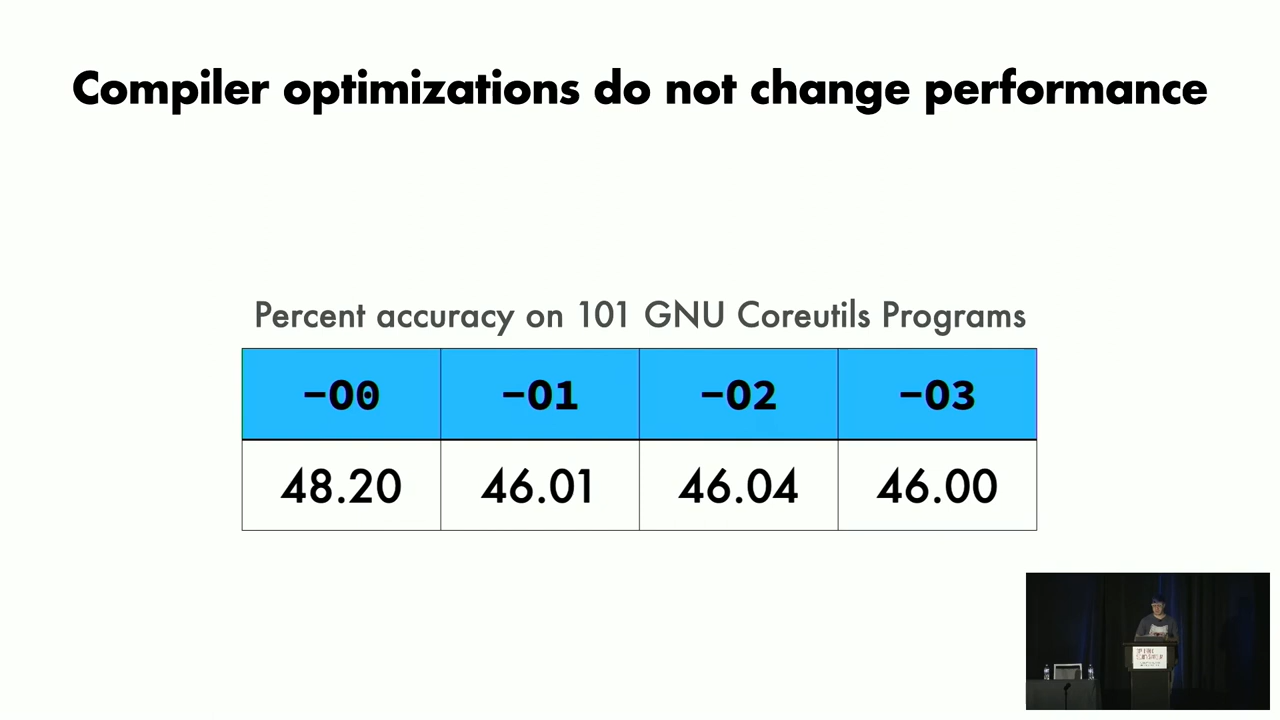 Compiler optimizations do not change performance
Percent accuracy on 101 GNU Coreutils Programs
-O0 -O1 -O2 -O3
48.20 46.01 46.04 46.00